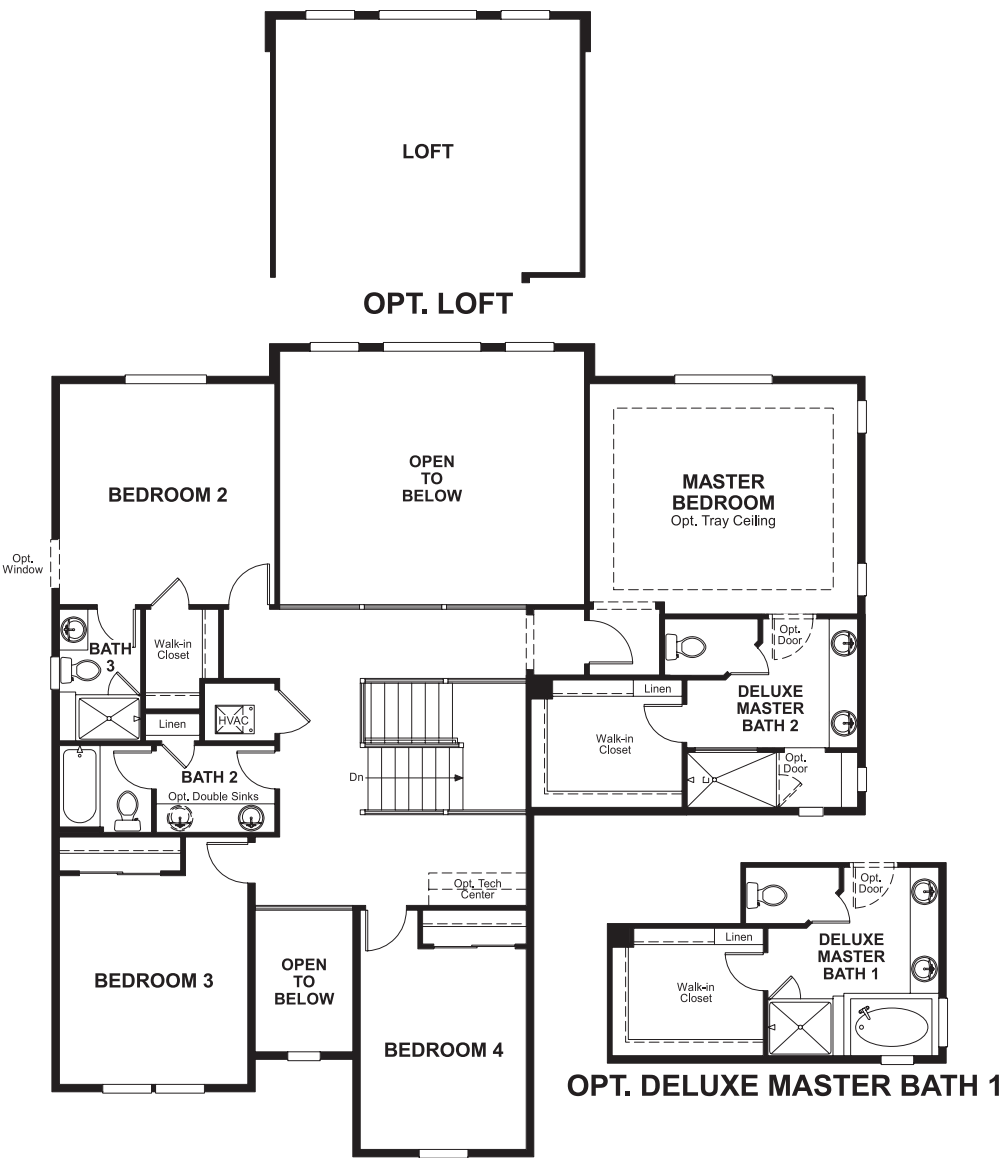 LOFT
OPT. LOFT
OPEN
TO
BELOW
BEDROOM 2
MASTER
BEDROOM
Opt. Tray Ceiling
Opt.
Window
BATH
3
Walk-in
Closet
Opt.
Door
Linen
DELUXE
MASTER
BATH 2
HVAC
Linen
Walk-in
Closet
Opt.
Door
Dn
BATH 2
Opt. Double Sinks
Opt. Tech
Center
Opt.
Door
Linen
DELUXE
MASTER
BATH 1
Walk-in
Closet
BEDROOM 3
OPEN
TO
BELOW
BEDROOM 4
OPT. DELUXE MASTER BATH 1